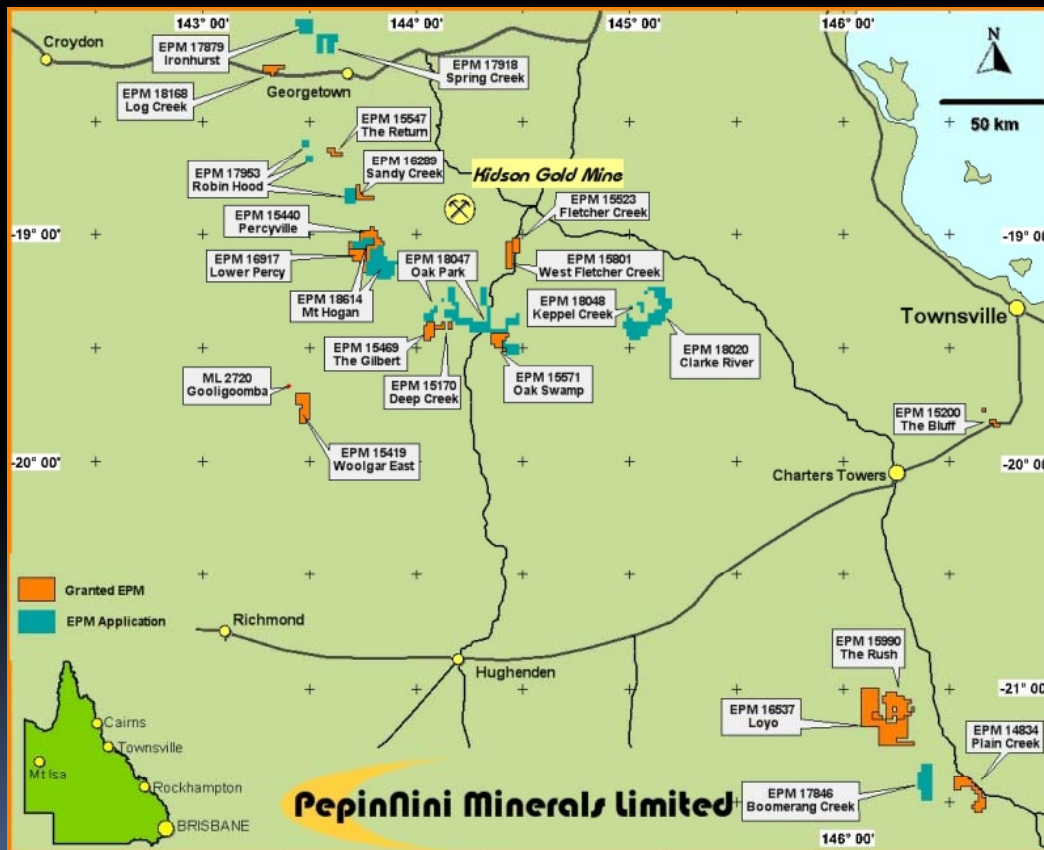 143° 00'
144° 00'
145° 00'
146° 00'
Croydon
EPM 17879
Ironhurst
EPM 17918
Spring Creek
N
EPM 18168
Log Creek
Georgetown
50 km
EPM 15547
The Return
EPM 17953
Robin Hood
EPM 16289
Sandy Creek
Kidson Gold Mine
EPM 15523
Fletcher Creek
EPM 15440
Percyville
-19° 00'
-19° 00'
EPM 16917
Lower Percy
EPM 18047
Oak Park
EPM 15801
West Fletcher Creek
EPM 18614
Mt Hogan
EPM 18048
Keppel Creek
Townsville
EPM 15469
The Gilbert
EPM 18020
Clarke River
EPM 15170
Deep Creek
EPM 15571
Oak Swamp
ML 2720
Gooligoomba
EPM 15200
The Bluff
EPM 15419
Woolgar East
-20° 00'
-20° 00'
Charters Towers
Granted EPM
EPM Application
Richmond
Hughenden
EPM 15990
The Rush
-21° 00'
EPM 16537
Loyo
EPM 14834
Plain Creek
EPM 17846
Boomerang Creek
Cairns
Townsville
Mt Isa
Rockhampton
BRISBANE
PepinNini Minerals Limited
146° 00'